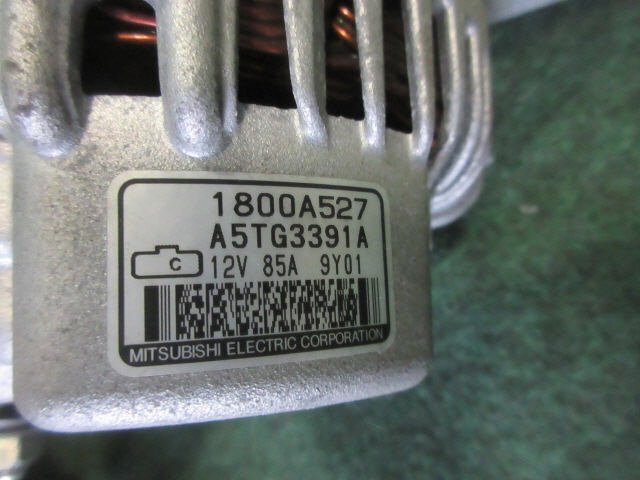 1800A527
A5TG3391A
C 12V 85A 9Y01
MITSUBISHI ELECTRIC CORPORATION